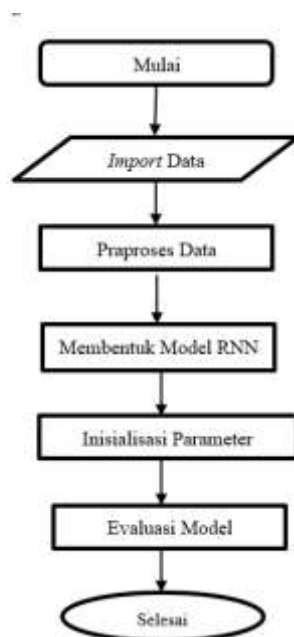 Mulai
Import Data
Praproses Data
Membentuk Model RNN
Inisialisasi Parameter
Evaluasi Model
Selesai